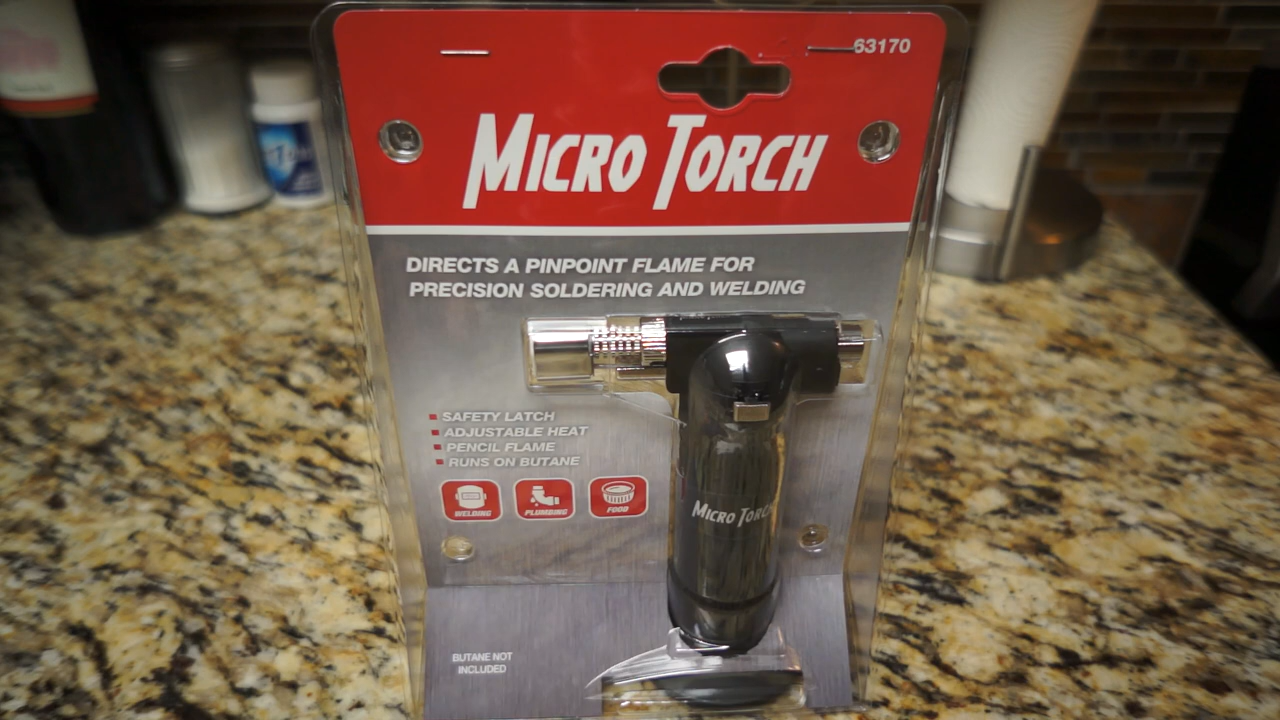 63170
MICRO TORCH
DIRECTS A PINPOINT FLAME FOR
PRECISION SOLDERING AND WELDING
SAFETY LATCH
ADJUSTABLE HEAT
PENCIL FLAME
RUNS ON BUTANE
WELDING
PLUMBING
FOOD
MICRO TORCH
BUTANE NOT
INCLUDED